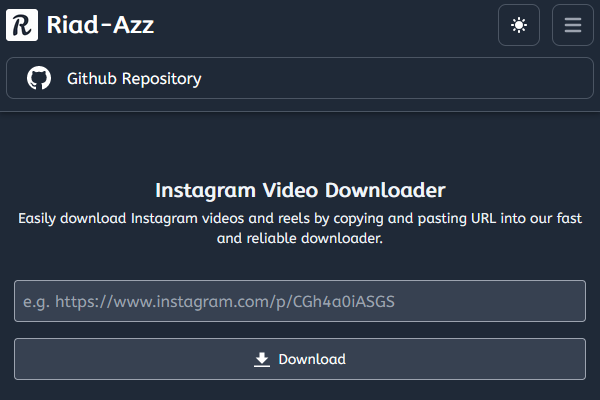 R Riad-Azz
Github Repository
Instagram Video Downloader
Easily download Instagram videos and reels by copying and pasting URL into our fast
and reliable downloader.
e.g. https://www.instagram.com/p/CGh4a0iASGS
Download